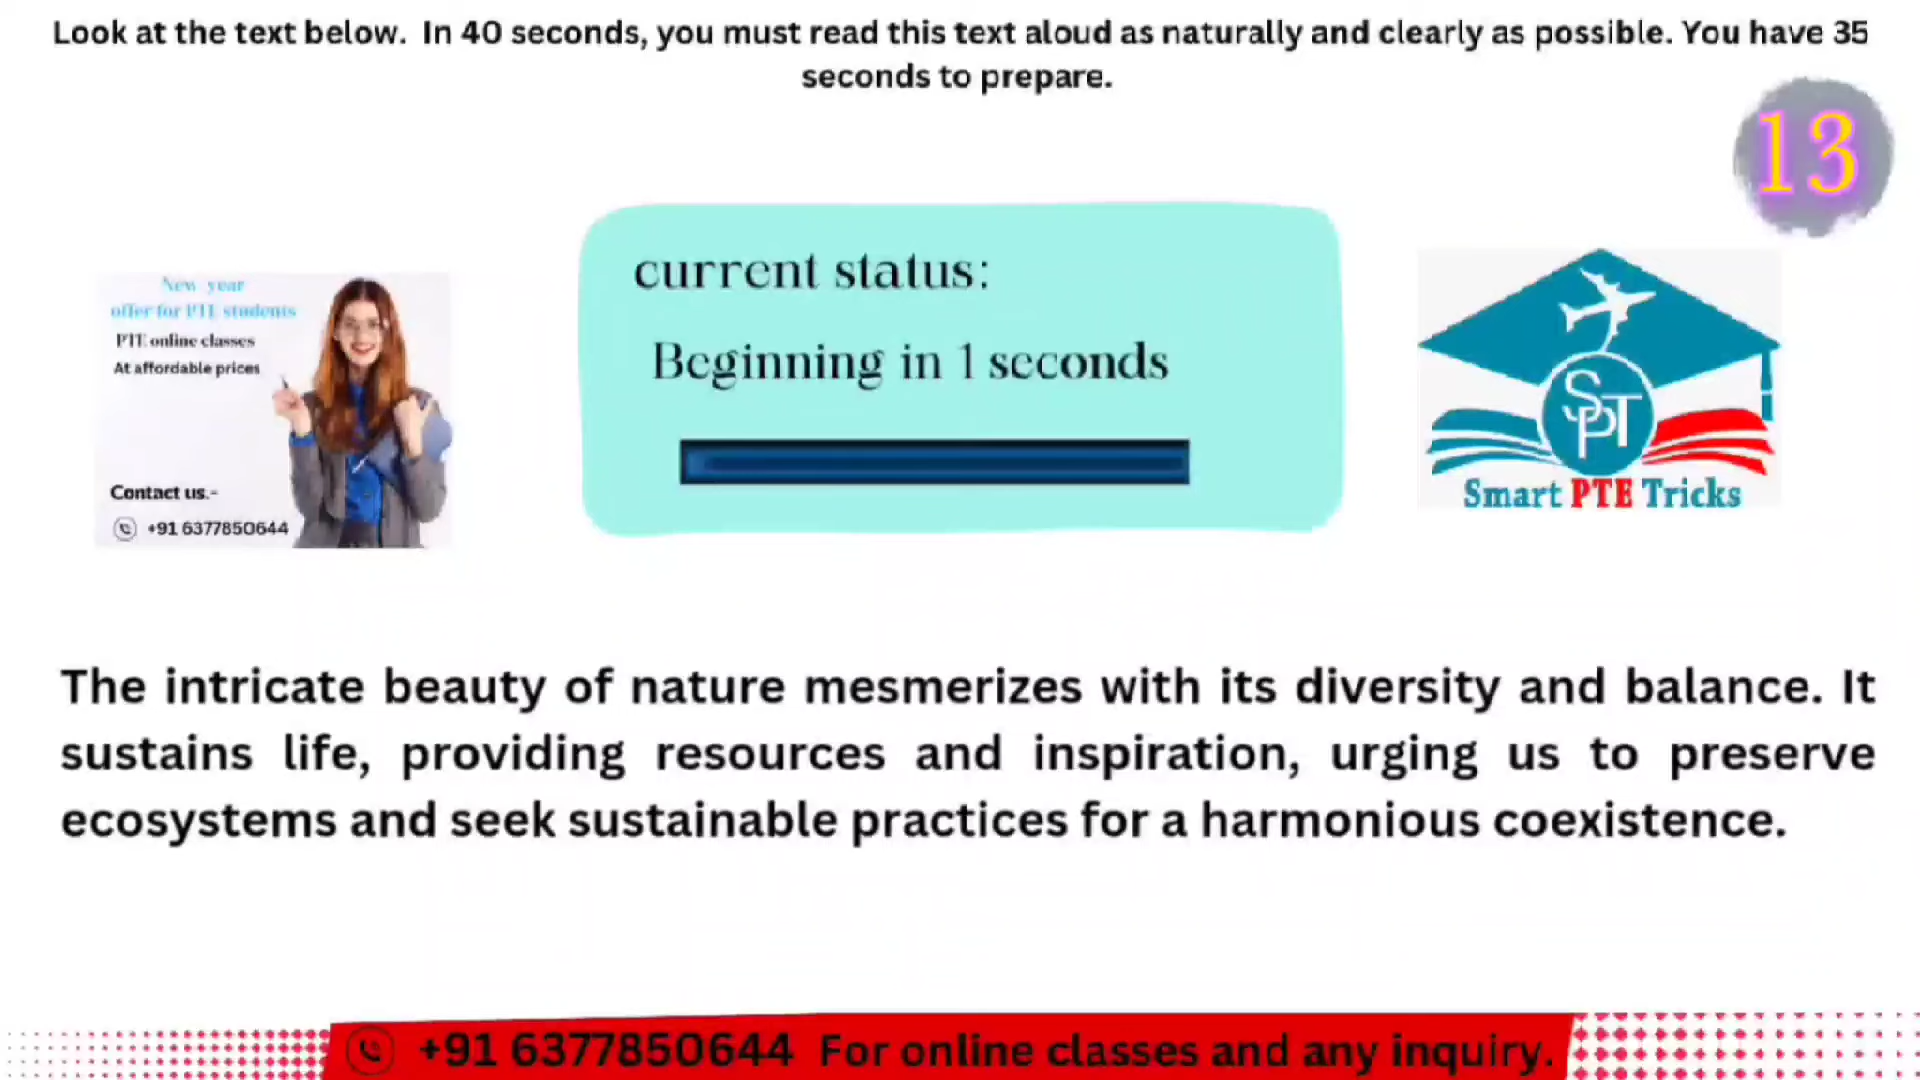 Look at the text below. In 40 seconds, you must read this text aloud as naturally and clearly as possible. You have 35
seconds to prepare.
13
New year
offer for PTE students
PTE online classes
At affordable prices
Contact us.-
+91 6377850644
current status:
Beginning in 1 seconds
SPT
Smart PTE Tricks
The intricate beauty of nature mesmerizes with its diversity and balance. It
sustains life, providing resources and inspiration, urging us to preserve
ecosystems and seek sustainable practices for a harmonious coexistence.
+91 6377850644 For online classes and any inquiry.